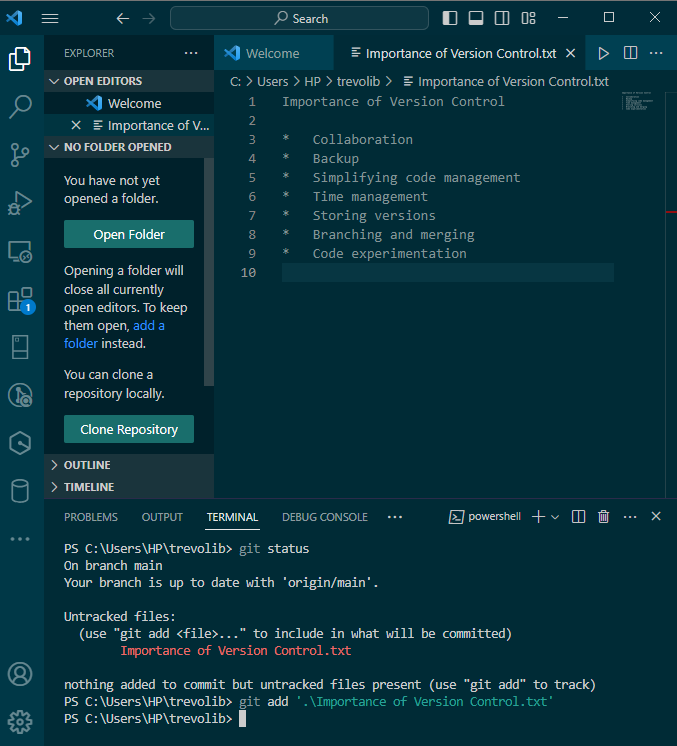 Search
EXPLORER
Welcome
Importance of Version Control.txt
OPEN EDITORS
Welcome
Importance of V...
NO FOLDER OPENED
You have not yet
opened a folder.
Open Folder
Opening a folder will
close all currently
open editors. To keep
them open, add a
folder instead.
You can clone a
repository locally.
Clone Repository
OUTLINE
TIMELINE
1
C: > Users > HP > trevolib > Importance of Version Control.txt
1 Importance of Version Control
2
3 * Collaboration
4 * Backup
5 * Simplifying code management
6 * Time management
7 * Storing versions
8 * Branching and merging
9 * Code experimentation
10
PROBLEMS OUTPUT TERMINAL DEBUG CONSOLE ... powershell
PS C:\Users\HP\trevolib> git status
On branch main
Your branch is up to date with 'origin/main'.
Untracked files:
(use "git add <file>..." to include in what will be committed)
Importance of Version Control.txt
nothing added to commit but untracked files present (use "git add" to track)
PS C:\Users\HP\trevolib> git add '.\Importance of Version Control.txt'
PS C:\Users\HP\trevolib>